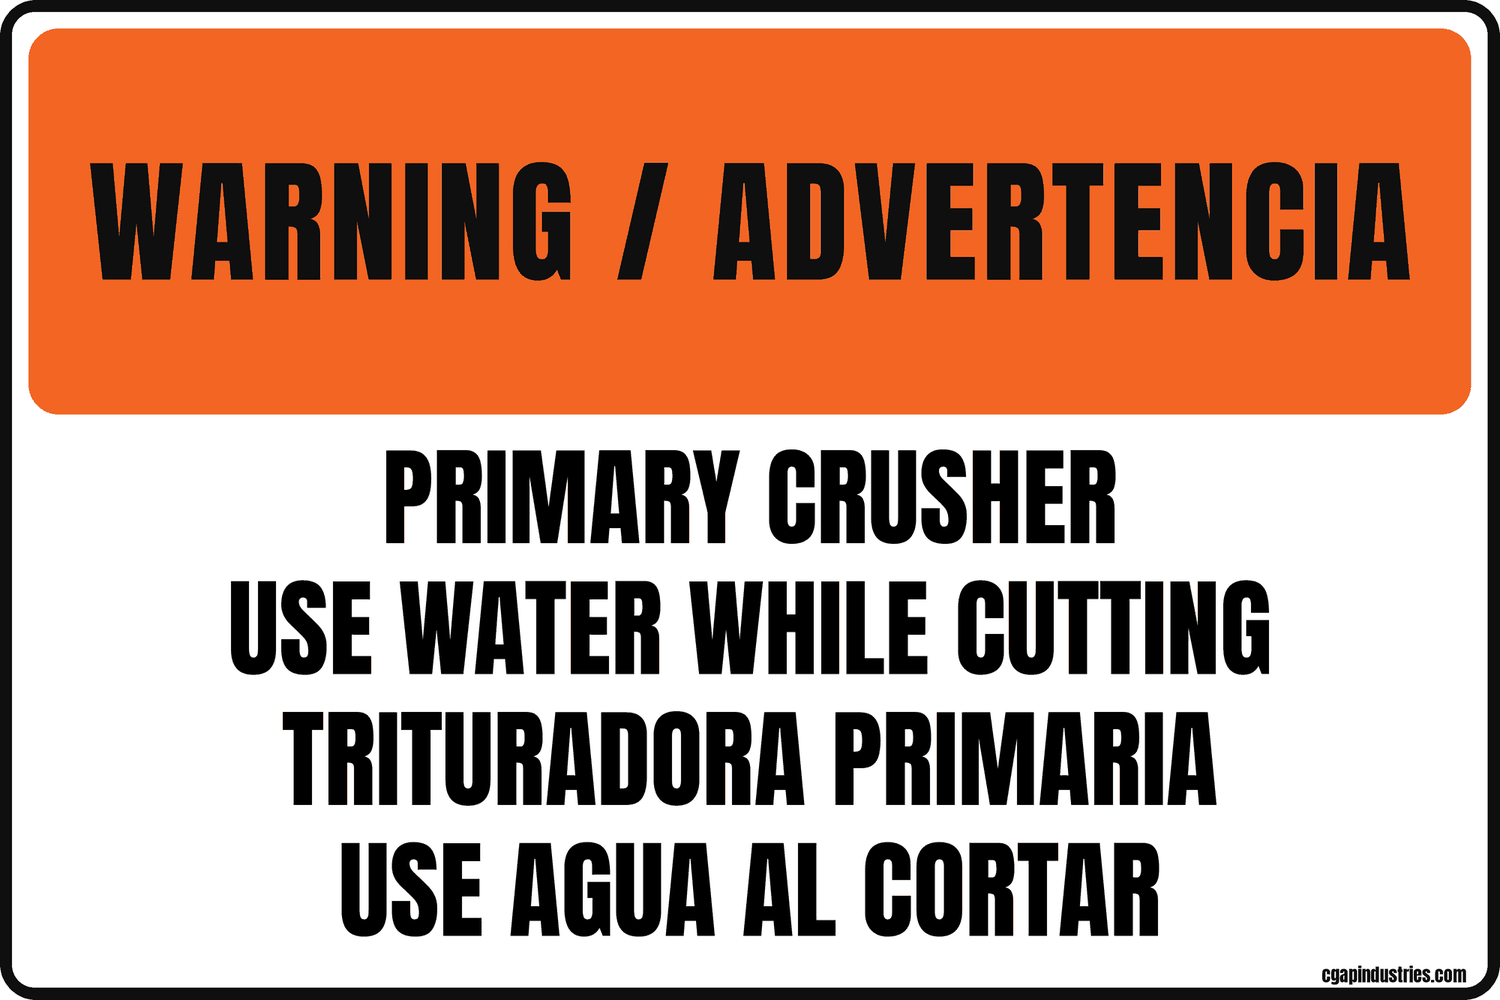 WARNING / ADVERTENCIA
PRIMARY CRUSHER
USE WATER WHILE CUTTING
TRITURADORA PRIMARIA
USE AGUA AL CORTAR
cgapindustries.com